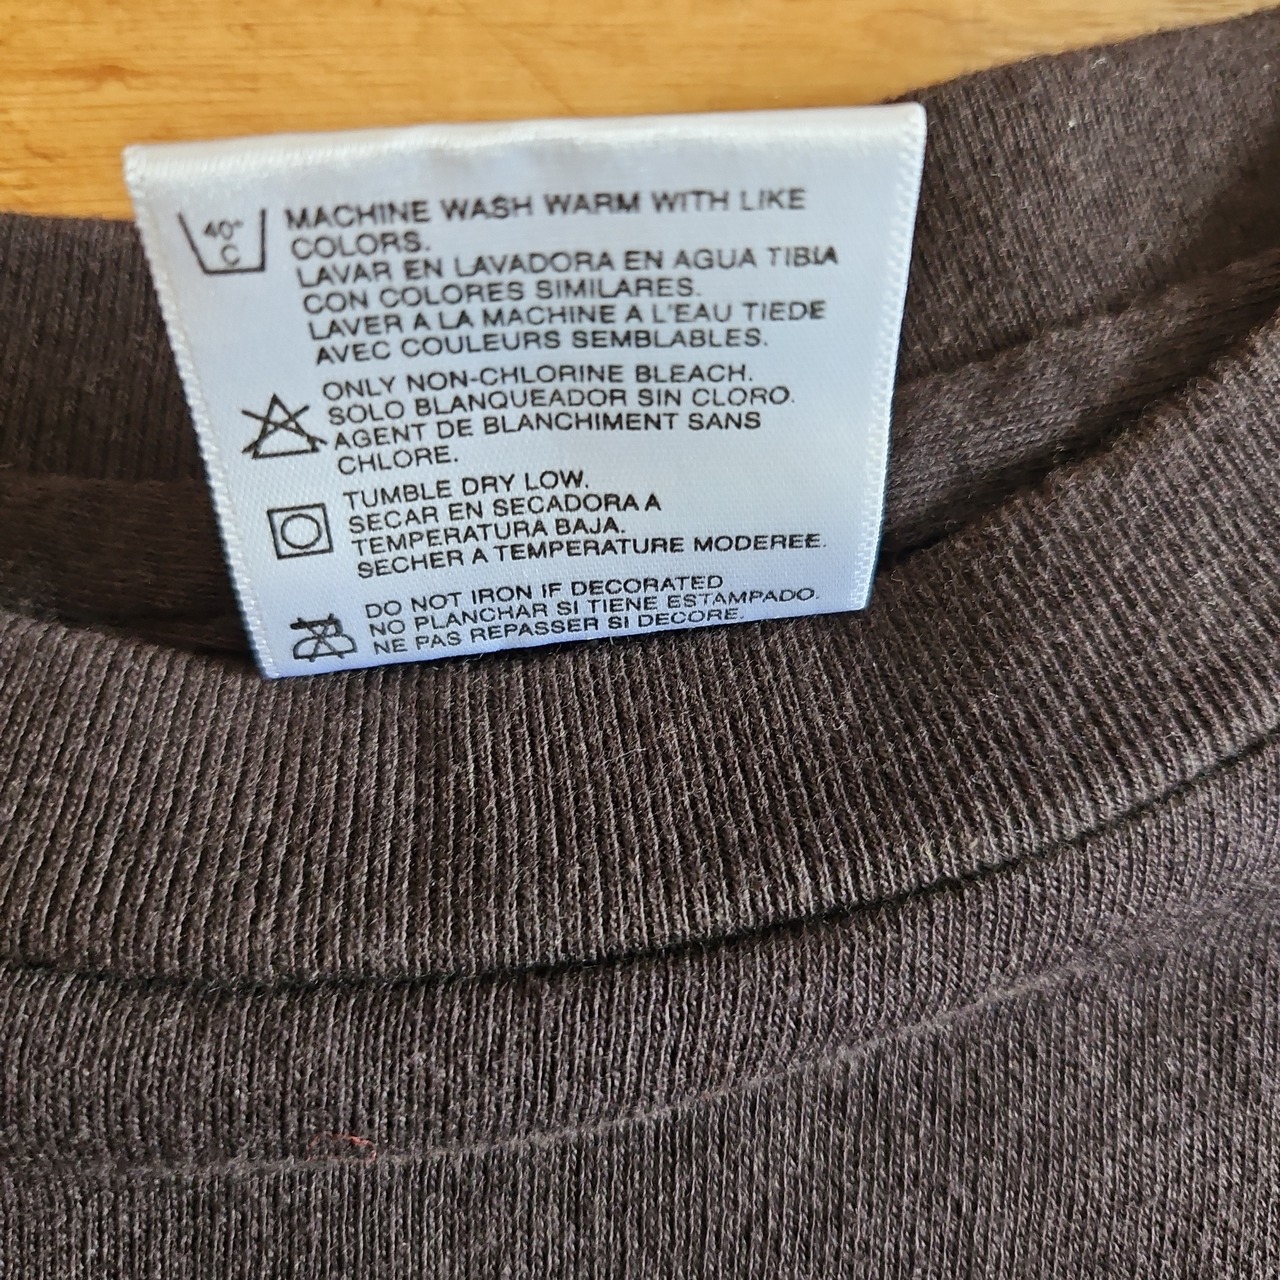 40°
C
MACHINE WASH WARM WITH LIKE
COLORS.
LAVAR EN LAVADORA EN AGUA TIBIA
CON COLORES SIMILARES.
LAVER A LA MACHINE A L'EAU TIEDE
AVEC COULEURS SEMBLABLES.
ONLY NON-CHLORINE BLEACH.
SOLO BLANQUEADOR SIN CLORO.
AGENT DE BLANCHIMENT SANS
CHLORE.
TUMBLE DRY LOW.
SECAR EN SECADORA A
TEMPERATURA BAJA.
SECHER A TEMPERATURE MODEREE.
DO NOT IRON IF DECORATED
NO PLANCHAR SI TIENE ESTAMPADO.
NE PAS REPASSER SI DECORE.